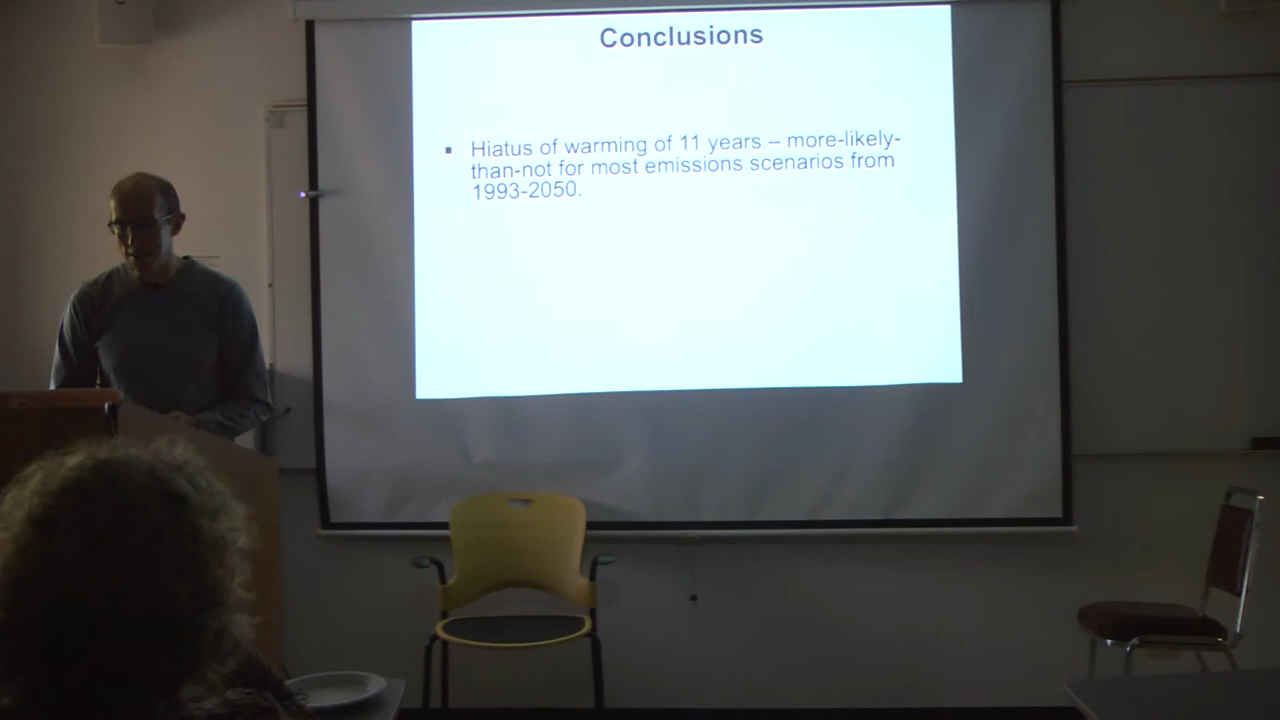 Conclusions
▪ Hiatus of warming of 11 years – more-likely-
than-not for most emissions scenarios from
1993-2050.